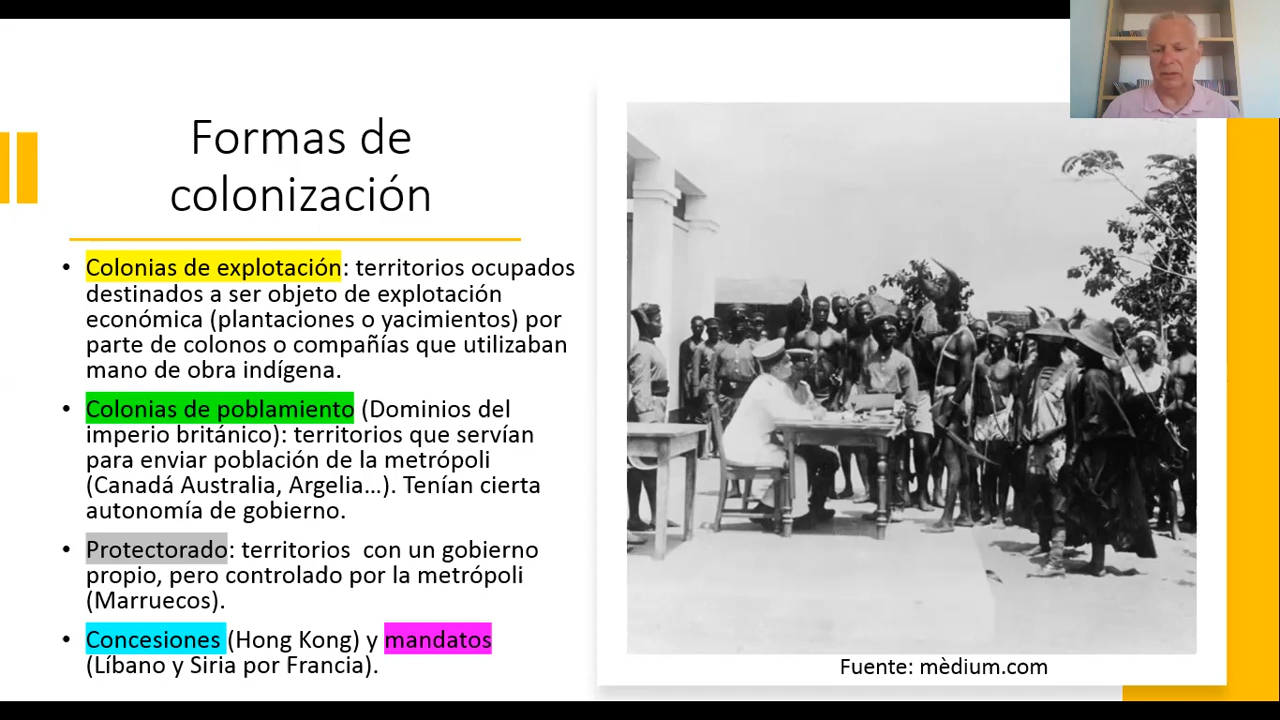 Formas de
colonización
• Colonias de explotación: territorios ocupados
destinados a ser objeto de explotación
económica (plantaciones o yacimientos) por
parte de colonos o compañías que utilizaban
mano de obra indígena.
• Colonias de poblamiento (Dominios del
imperio británico): territorios que servían
para enviar población de la metrópoli
(Canadá Australia, Argelia...). Tenían cierta
autonomía de gobierno.
• Protectorado: territorios  con un gobierno
propio, pero controlado por la metrópoli
(Marruecos).
• Concesiones (Hong Kong) y mandatos
(Líbano y Siria por Francia).
Fuente: mèdium.com